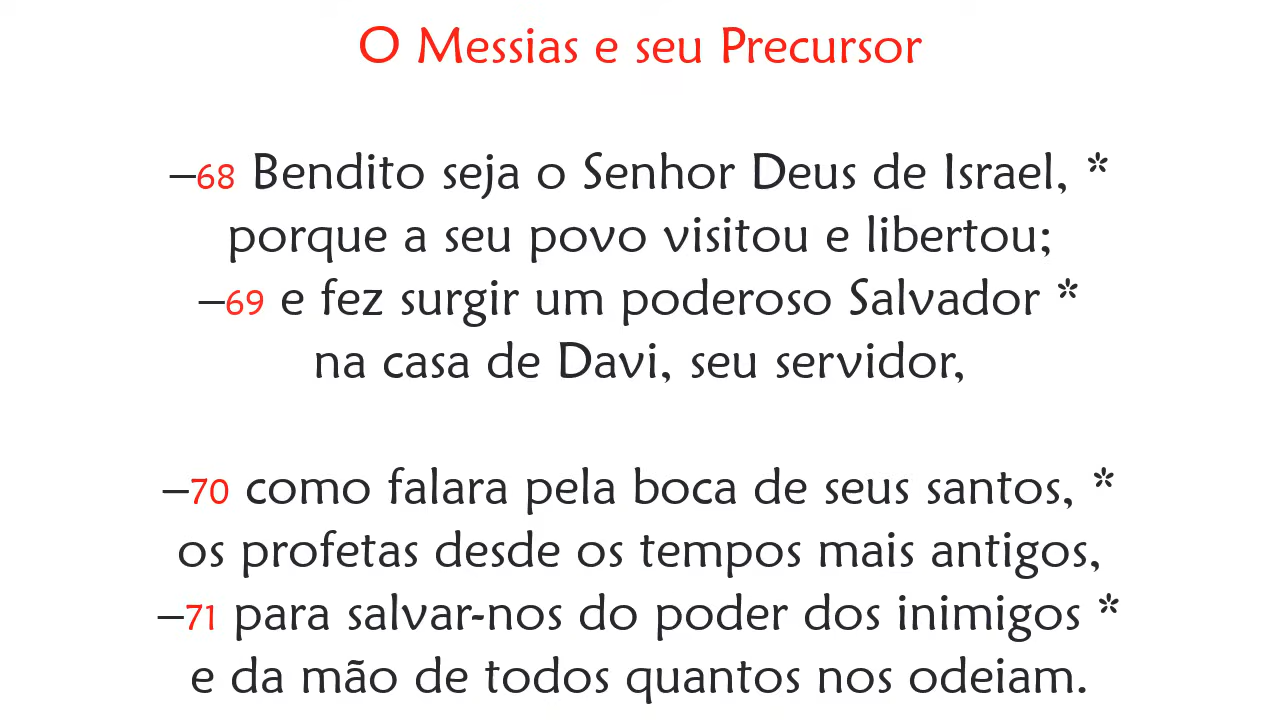 O Messias e seu Precursor
–68 Bendito seja o Senhor Deus de Israel, *
porque a seu povo visitou e libertou;
–69 e fez surgir um poderoso Salvador *
na casa de Davi, seu servidor,
–70 como falara pela boca de seus santos, *
os profetas desde os tempos mais antigos,
–71 para salvar-nos do poder dos inimigos *
e da mão de todos quantos nos odeiam.